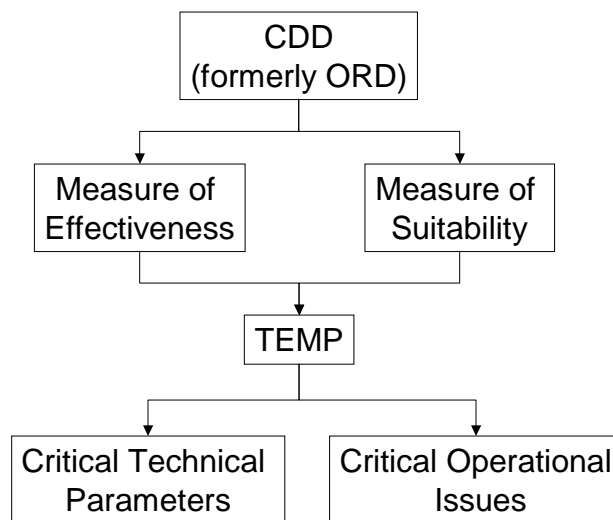 CDD
(formerly ORD)
Measure of
Effectiveness
Measure of
Suitability
TEMP
Critical Technical
Parameters
Critical Operational
Issues